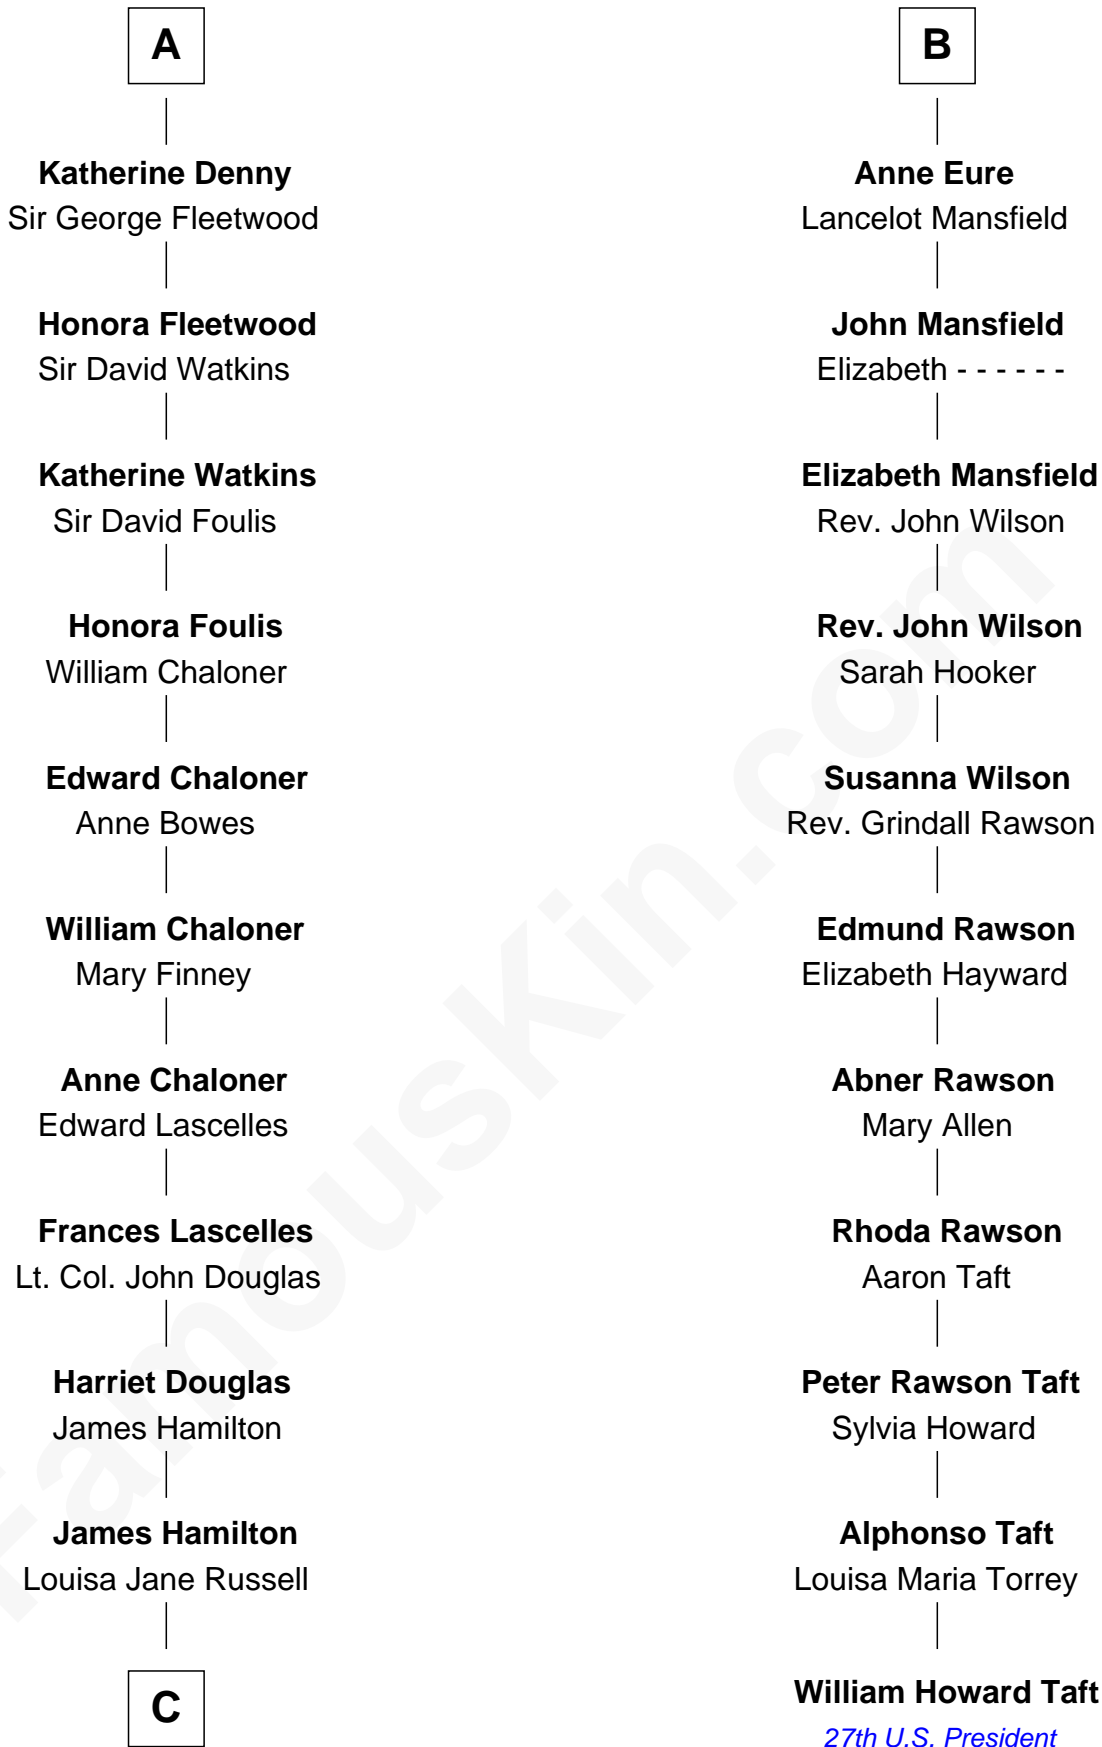 A
Katherine Denny
Sir George Fleetwood
Honora Fleetwood
Sir David Watkins
Katherine Watkins
Sir David Foulis
Honora Foulis
William Chaloner
Edward Chaloner
Anne Bowes
William Chaloner
Mary Finney
Anne Chaloner
Edward Lascelles
Frances Lascelles
Lt. Col. John Douglas
Harriet Douglas
James Hamilton
James Hamilton
Louisa Jane Russell
C
B
Anne Eure
Lancelot Mansfield
John Mansfield
Elizabeth - - - - - -
Elizabeth Mansfield
Rev. John Wilson
Rev. John Wilson
Sarah Hooker
Susanna Wilson
Rev. Grindall Rawson
Edmund Rawson
Elizabeth Hayward
Abner Rawson
Mary Allen
Rhoda Rawson
Aaron Taft
Peter Rawson Taft
Sylvia Howard
Alphonso Taft
Louisa Maria Torrey
William Howard Taft
27th U.S. President
FamousKin.com